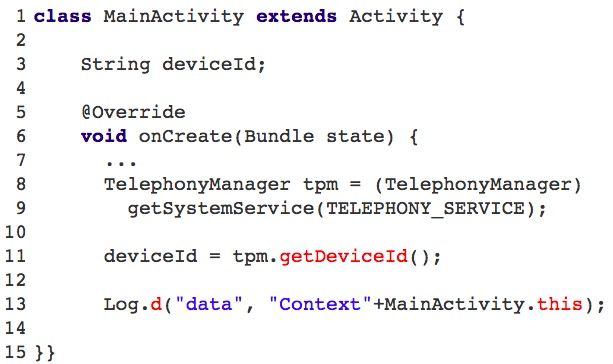 1 class MainActivity extends Activity {
2
3 String deviceId;
4
5 @Override
6 void onCreate(Bundle state) {
7 ...
8 TelephonyManager tpm = (TelephonyManager)
9 getSystemService(TELEPHONY_SERVICE);
10
11 deviceId = tpm.getDeviceId();
12
13 Log.d("data", "Context"+MainActivity.this);
14
15 }}